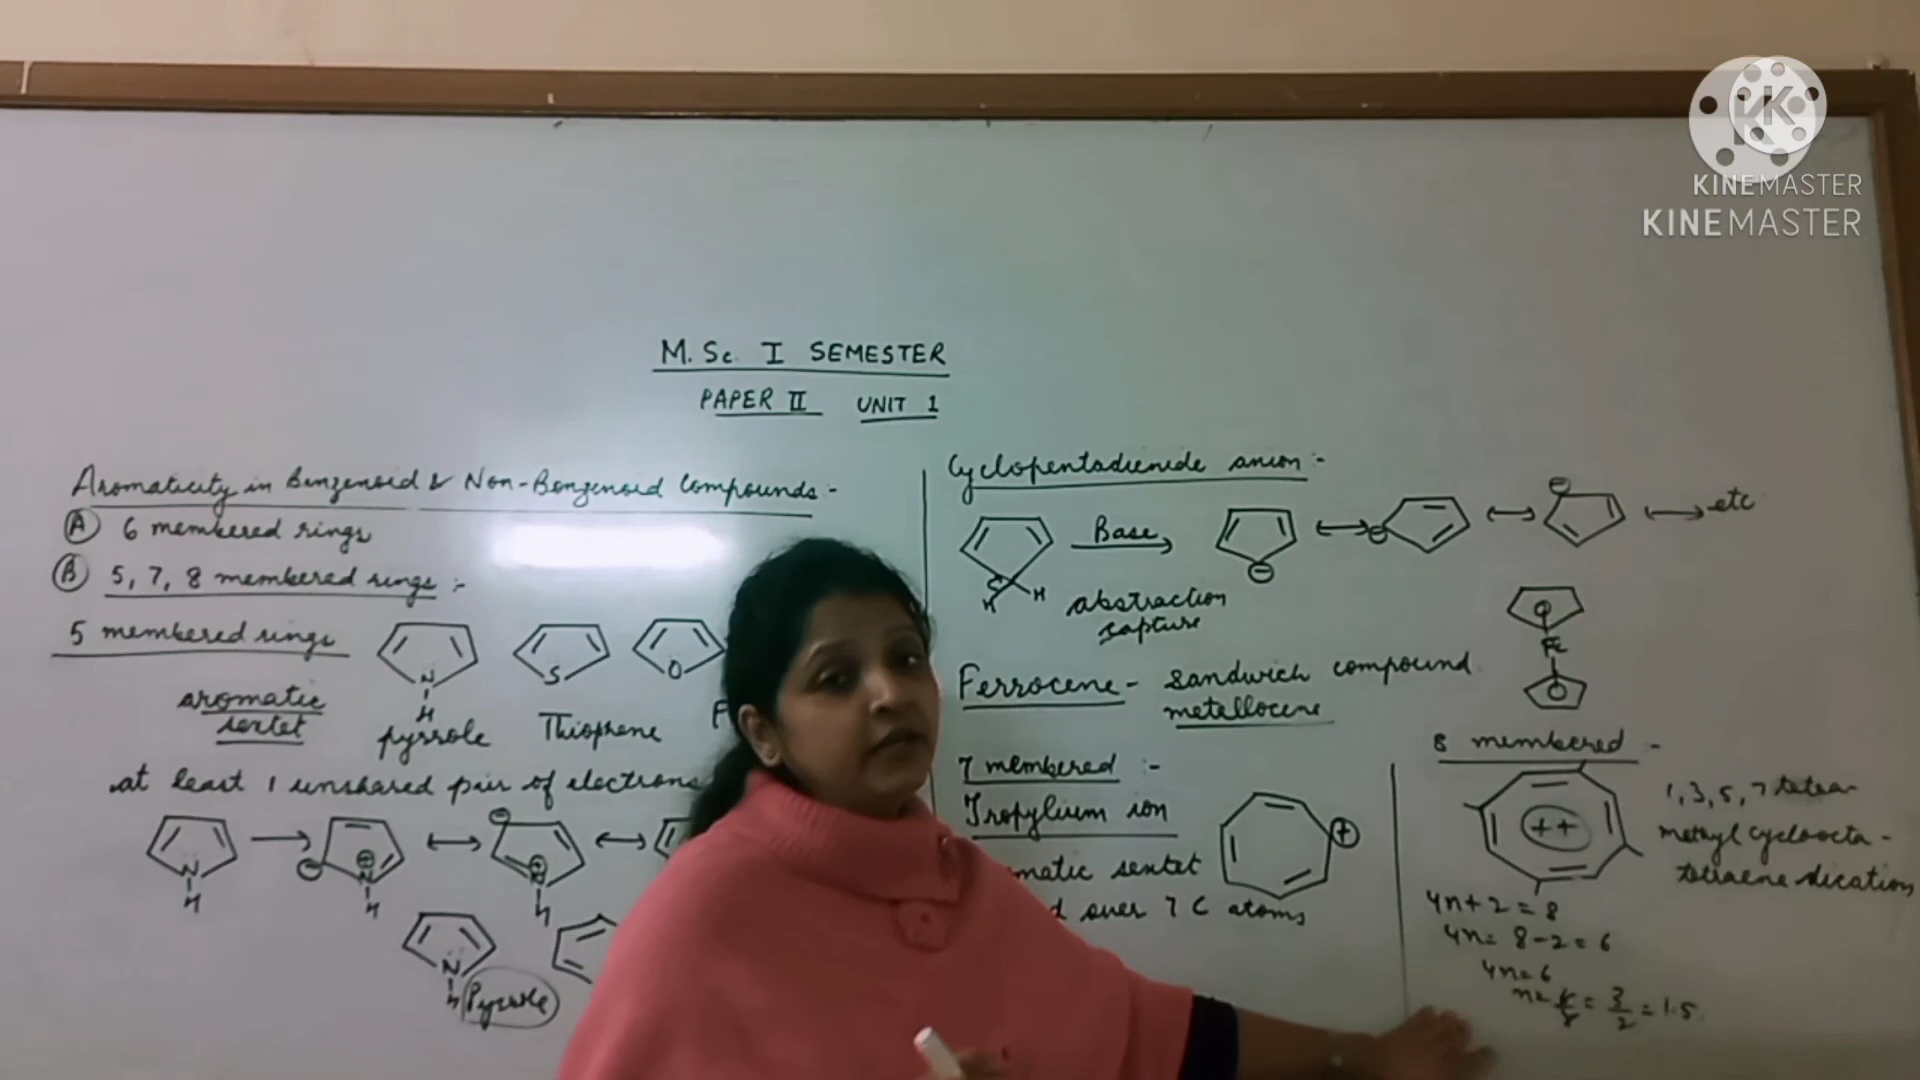 KINEMASTER
KINEMASTER
M.Sc. I SEMESTER
PAPER II UNIT 1
Aromaticity in Benzenoid & Non-Benzenoid Compounds:-
A 6 membered rings
B 5, 7, 8 membered rings :-
5 membered rings
aromatic
sextet
N
H
pyrrole
S
Thiophene
O
F
at least 1 unshared pair of electrons
N
H
N
H
N
H
N
H
Pyrrole
Cyclopentadienide anion:-
H H
Base
abstraction
capture
etc
Ferrocene - sandwich compound
metallocene
Fe
7 membered :-
Tropylium ion
+
matic sextet
d over 7 C atoms
8 membered :-
++
1, 3, 5, 7 tetra-
methyl cycloocta-
tetraene dication
4n+2=8
4n= 8-2=6
4n=6
= 3/2 = 1.5